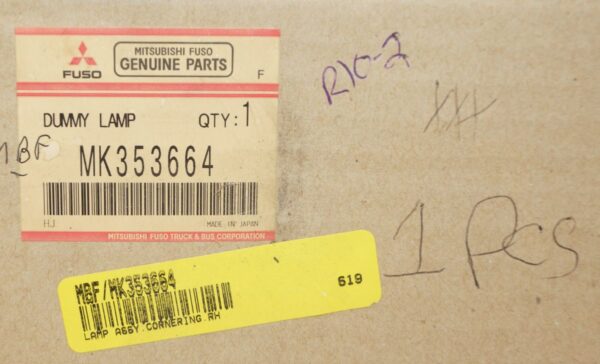 MITSUBISHI FUSO
GENUINE PARTS
FUSO
F
DUMMY LAMP QTY:1
MK353664
HJ MADE IN JAPAN
MITSUBISHI FUSO TRUCK & BUS CORPORATION
MBF
R10-2
1 PCS
MBF/MK353664
619
LAMP ASSY.CORNERING.RH